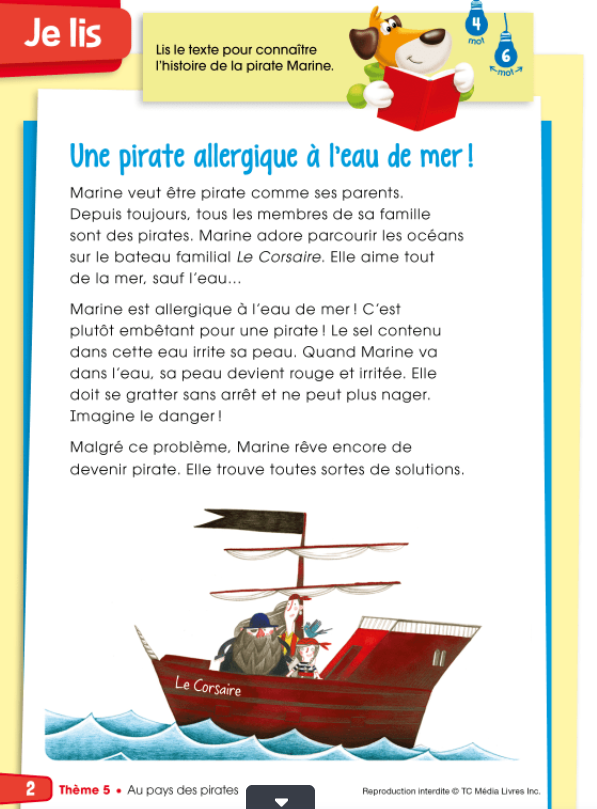 Je lis
Lis le texte pour connaître
l'histoire de la pirate Marine.
4
mot
6
mot
Une pirate allergique à l'eau de mer !
Marine veut être pirate comme ses parents.
Depuis toujours, tous les membres de sa famille
sont des pirates. Marine adore parcourir les océans
sur le bateau familial Le Corsaire. Elle aime tout
de la mer, sauf l'eau...
Marine est allergique à l'eau de mer ! C'est
plutôt embêtant pour une pirate ! Le sel contenu
dans cette eau irrite sa peau. Quand Marine va
dans l'eau, sa peau devient rouge et irritée. Elle
doit se gratter sans arrêt et ne peut plus nager.
Imagine le danger !
Malgré ce problème, Marine rêve encore de
devenir pirate. Elle trouve toutes sortes de solutions.
Le Corsaire
2 Thème 5 • Au pays des pirates
Reproduction interdite © TC Média Livres Inc.